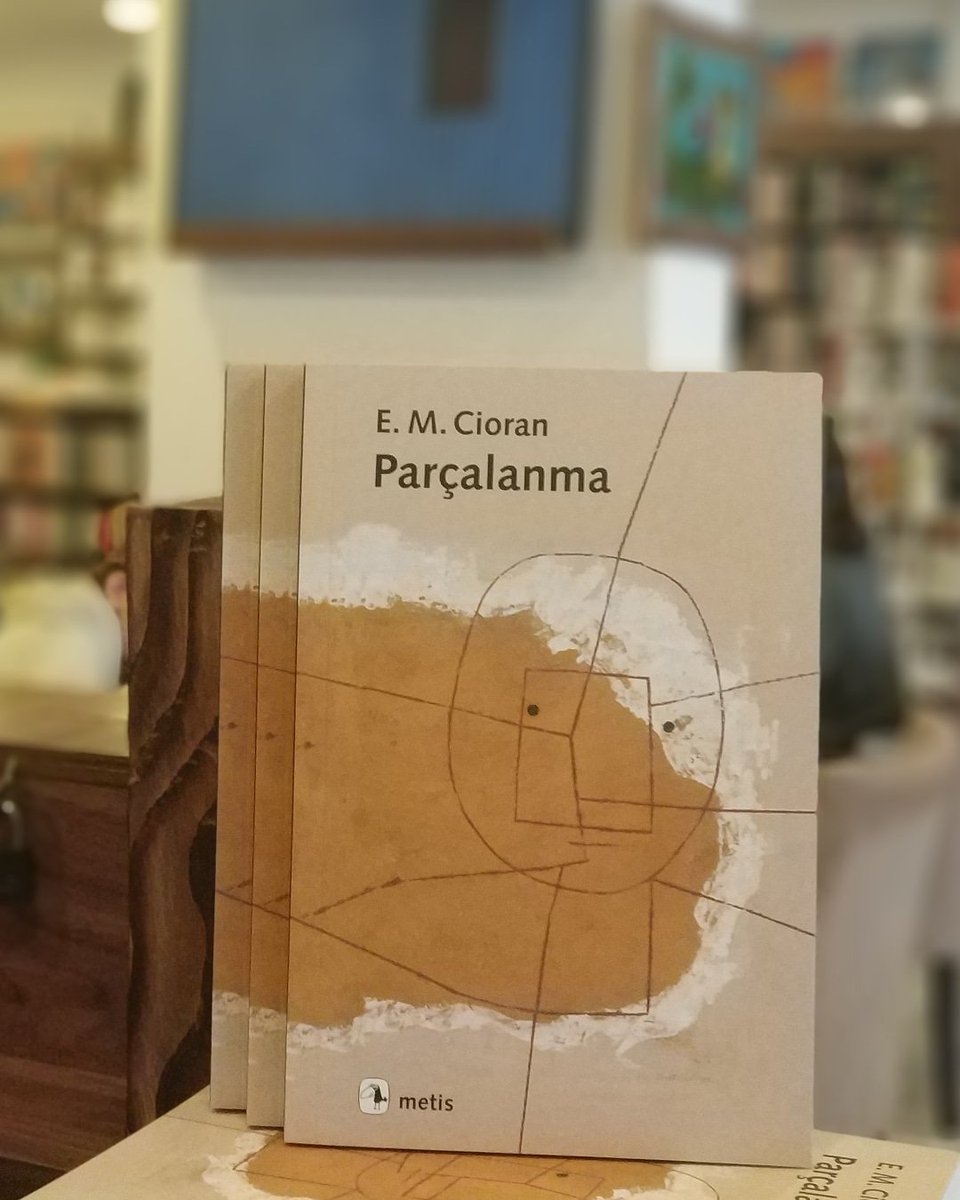 E. M. Cioran
Parçalanma
metis